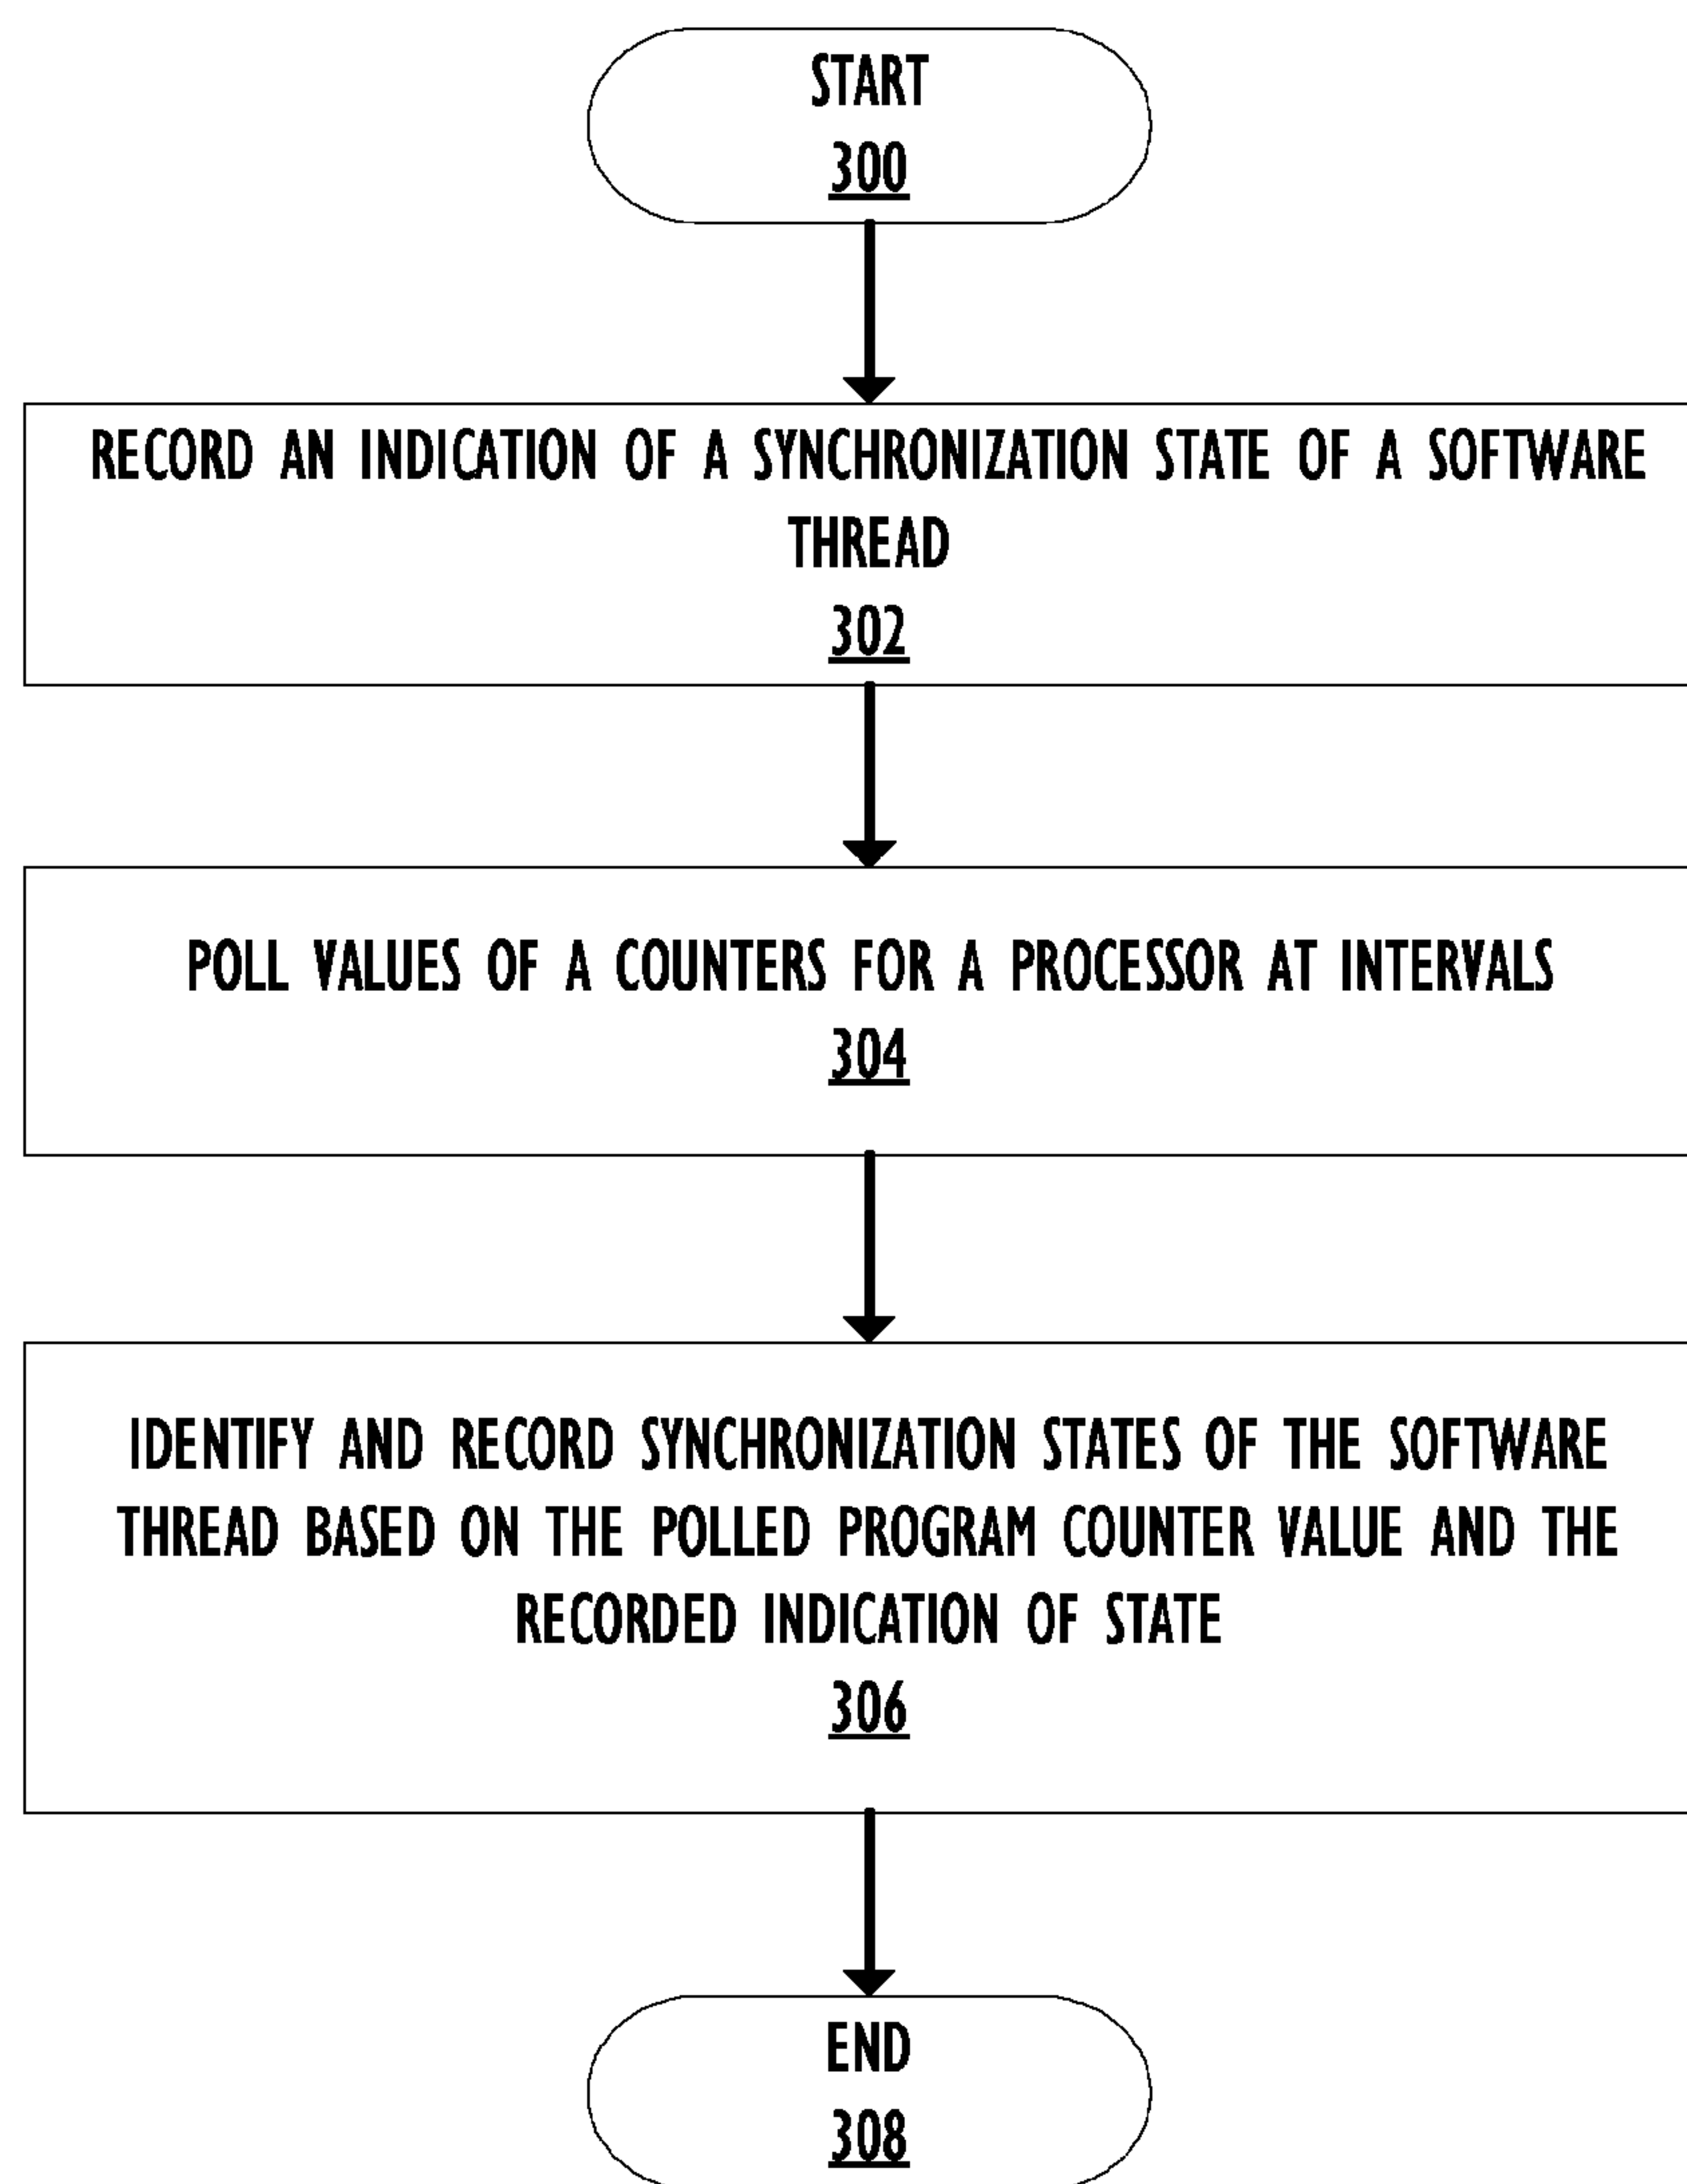 START
300
RECORD AN INDICATION OF A SYNCHRONIZATION STATE OF A SOFTWARE
THREAD
302
POLL VALUES OF A COUNTERS FOR A PROCESSOR AT INTERVALS
304
IDENTIFY AND RECORD SYNCHRONIZATION STATES OF THE SOFTWARE
THREAD BASED ON THE POLLED PROGRAM COUNTER VALUE AND THE
RECORDED INDICATION OF STATE
306
END
308